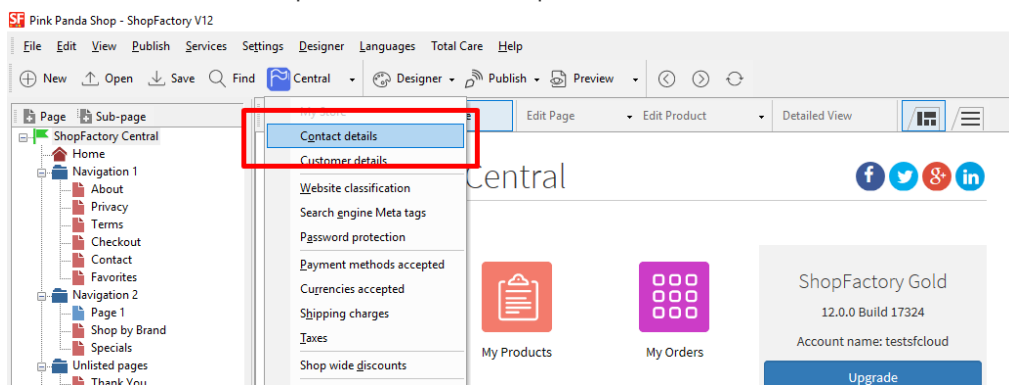 SF Pink Panda Shop - ShopFactory V12
File Edit View Publish Services Settings Designer Languages Total Care Help
New Open Save Find Central Designer Publish Preview
Page Sub-page
Edit Page Edit Product Detailed View
ShopFactory Central
Home
Navigation 1
About
Privacy
Terms
Checkout
Contact
Favorites
Navigation 2
Page 1
Shop by Brand
Specials
Unlisted pages
Thank You
My Store
Contact details
Customer details
Website classification
Search engine Meta tags
Password protection
Payment methods accepted
Currencies accepted
Shipping charges
Taxes
Shop wide discounts
Central
f 8+ in
My Products
My Orders
ShopFactory Gold
12.0.0 Build 17324
Account name: testsfcloud
Upgrade